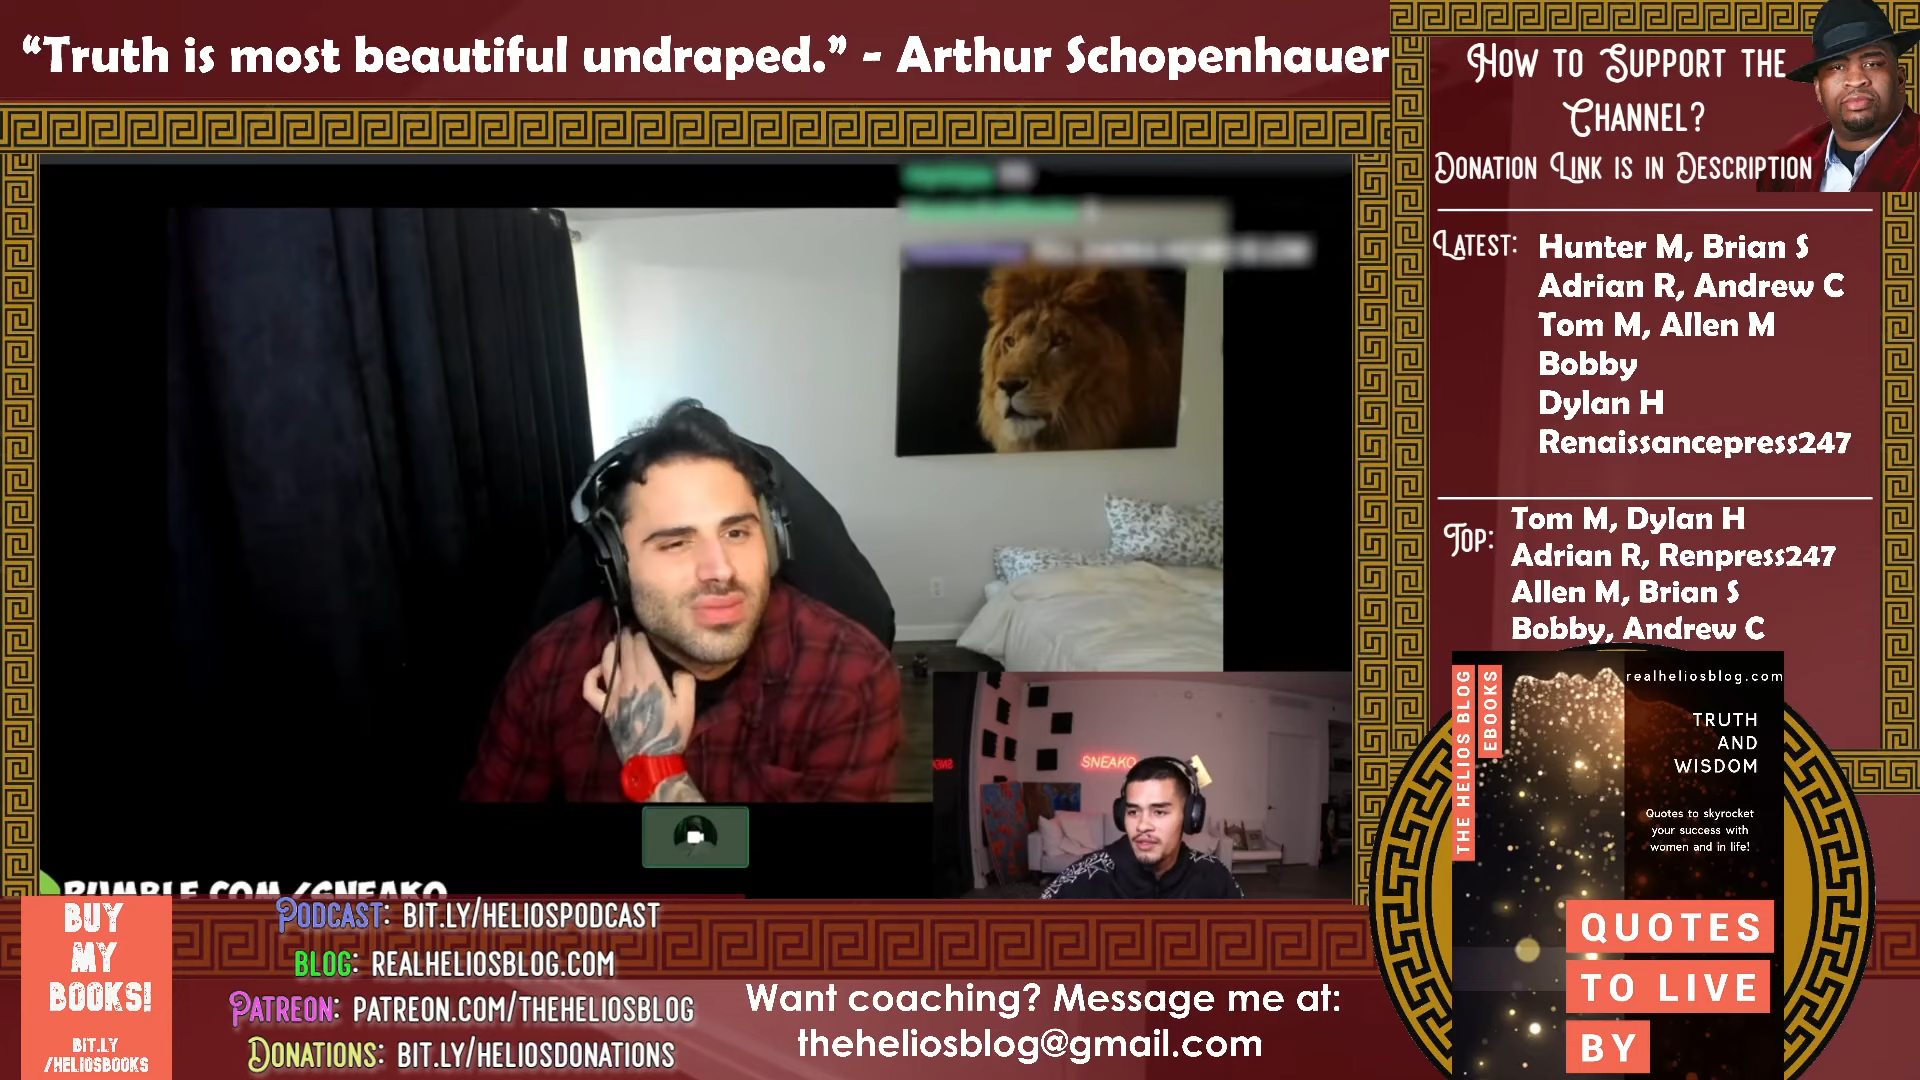 “Truth is most beautiful undraped.” - Arthur Schopenhauer
How to Support the
Channel?
Donation Link is in Description
Latest:
Hunter M, Brian S
Adrian R, Andrew C
Tom M, Allen M
Bobby
Dylan H
Renaissancepress247
Top:
Tom M, Dylan H
Adrian R, Renpress247
Allen M, Brian S
Bobby, Andrew C
SNEAKO
RUMBLE.COM/SNEAKO
BUY
MY
BOOKS!
BIT.LY
/HELIOSBOOKS
Podcast: BIT.LY/HELIOSPODCAST
BLOG: REALHELIOSBLOG.COM
Patreon: PATREON.COM/THEHELIOSBLOG
Donations: BIT.LY/HELIOSDONATIONS
Want coaching? Message me at:
theheliosblog@gmail.com
THE HELIOS BLOG
EBOOKS
realheliosblog.com
TRUTH
AND
WISDOM
Quotes to skyrocket
your success with
women and in life!
QUOTES
TO LIVE
BY